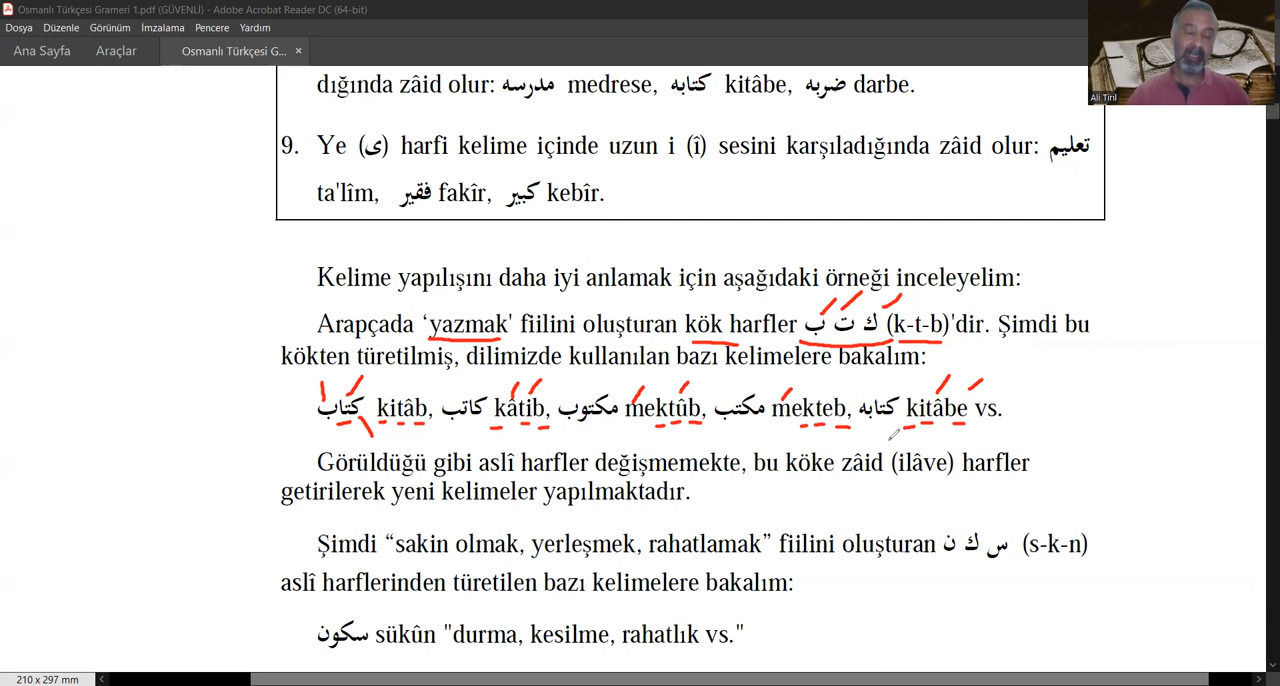 Osmanlı Türkçesi Grameri 1.pdf (GÜVENLİ) - Adobe Acrobat Reader DC (64-bit)
Dosya Düzenle Görünüm İmzalama Pencere Yardım
Ana Sayfa Araçlar Osmanlı Türkçesi G... ×
Ali Tiril
dığında zâid olur: مدرسه medrese, كتابه kitâbe, ضربه darbe.
9. Ye (ى) harfi kelime içinde uzun i (î) sesini karşıladığında zâid olur: تعليم
ta'lîm, فقير fakîr, كبير kebîr.
Kelime yapılışını daha iyi anlamak için aşağıdaki örneği inceleyelim:
Arapçada ‘yazmak' fiilini oluşturan kök harfler ك ت ب (k-t-b)'dir. Şimdi bu
kökten türetilmiş, dilimizde kullanılan bazı kelimelere bakalım:
كتاب kitâb, كاتب kâtib, مكتوب mektûb, مكتب mekteb, كتابه kitâbe vs.
Görüldüğü gibi aslî harfler değişmemekte, bu köke zâid (ilâve) harfler
getirilerek yeni kelimeler yapılmaktadır.
Şimdi “sakin olmak, yerleşmek, rahatlamak” fiilini oluşturan س ك ن (s-k-n)
aslî harflerinden türetilen bazı kelimelere bakalım:
سكون sükûn "durma, kesilme, rahatlık vs."
210 x 297 mm